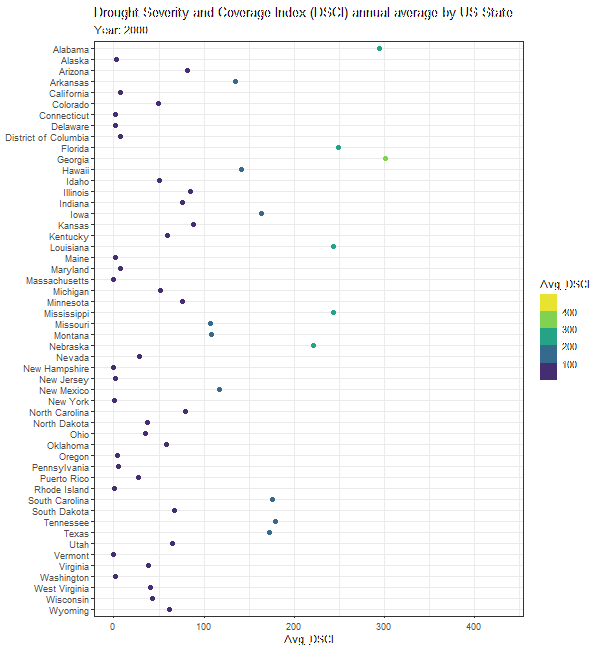 Drought Severity and Coverage Index (DSCI) annual average by US State
Year: 2000
Alabama
Alaska
Arizona
Arkansas
California
Colorado
Connecticut
Delaware
District of Columbia
Florida
Georgia
Hawaii
Idaho
Illinois
Indiana
Iowa
Kansas
Kentucky
Louisiana
Maine
Maryland
Massachusetts
Michigan
Minnesota
Mississippi
Missouri
Montana
Nebraska
Nevada
New Hampshire
New Jersey
New Mexico
New York
North Carolina
North Dakota
Ohio
Oklahoma
Oregon
Pennsylvania
Puerto Rico
Rhode Island
South Carolina
South Dakota
Tennessee
Texas
Utah
Vermont
Virginia
Washington
West Virginia
Wisconsin
Wyoming
0 100 200 300 400
Avg_DSCI
Avg_DSCI
400
300
200
100